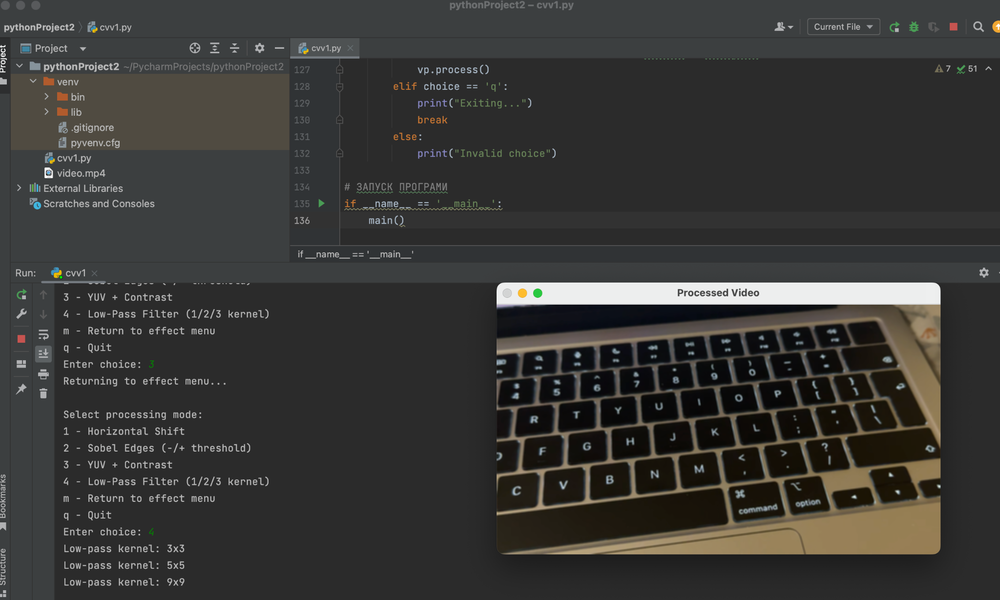 pythonProject2 – cvv1.py
pythonProject2
cvv1.py
Current File
Project
Project
cvv1.py
pythonProject2 ~/PycharmProjects/pythonProject2
venv
bin
lib
.gitignore
pyvenv.cfg
cvv1.py
video.mp4
External Libraries
Scratches and Consoles
7 51
127 vp.process()
128 elif choice == 'q':
129 print("Exiting...")
130 break
131 else:
132 print("Invalid choice")
133
134 # ЗАПУСК ПРОГРАМИ
135 if __name__ == '__main__':
136 main()
if __name__ == '__main__'
Run: cvv1
3 - YUV + Contrast
4 - Low-Pass Filter (1/2/3 kernel)
m - Return to effect menu
q - Quit
Enter choice: 3
Returning to effect menu...
Select processing mode:
1 - Horizontal Shift
2 - Sobel Edges (-/+ threshold)
3 - YUV + Contrast
4 - Low-Pass Filter (1/2/3 kernel)
m - Return to effect menu
q - Quit
Enter choice: 4
Low-pass kernel: 3x3
Low-pass kernel: 5x5
Low-pass kernel: 9x9
Bookmarks
Structure
Processed Video
$ % ^ & * ( ) _ +
4 5 6 7 8 9 0 - =
R T Y U I O P { [ } ]
F G H J K L : ; " ' | \
C V B N M < , > . ? /
⌘ ⌥
command option